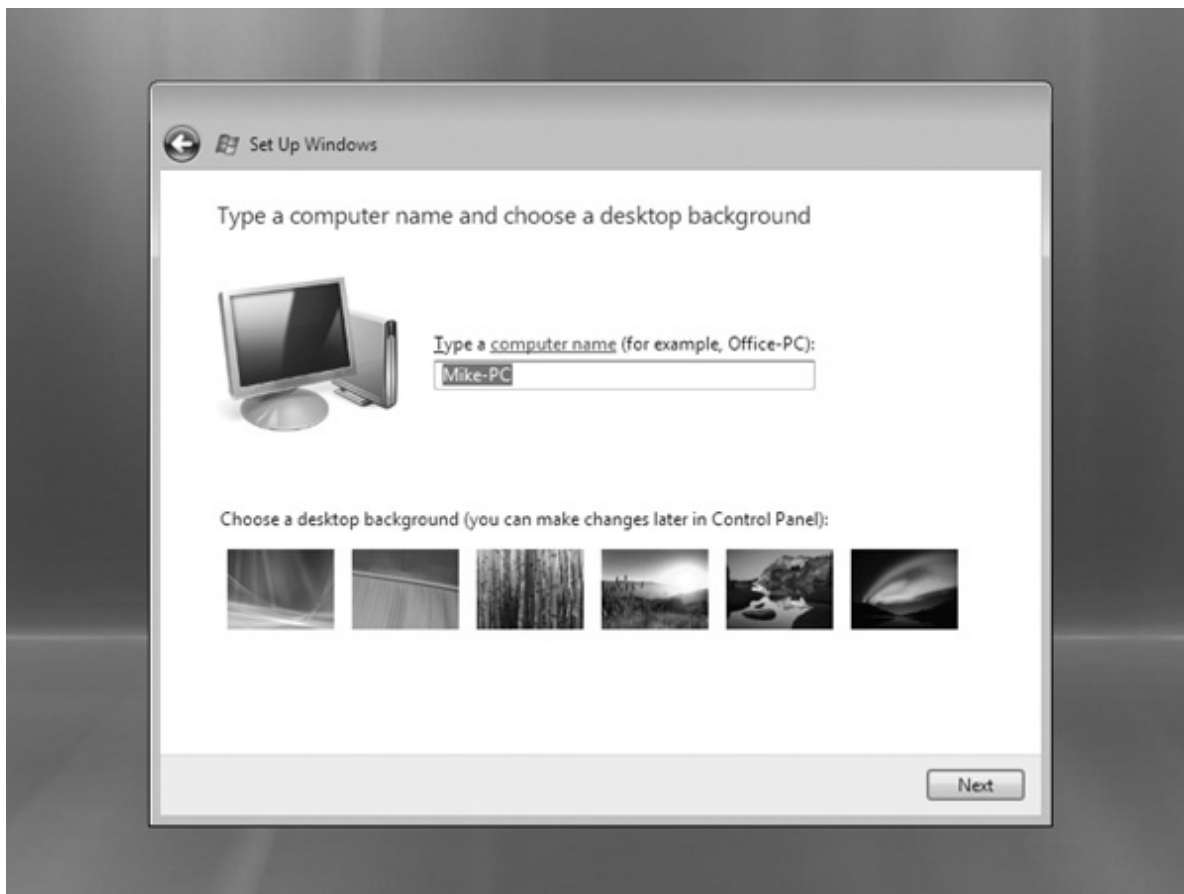 Set Up Windows
Type a computer name and choose a desktop background
Type a computer name (for example, Office-PC):
Mike-PC
Choose a desktop background (you can make changes later in Control Panel):
Next